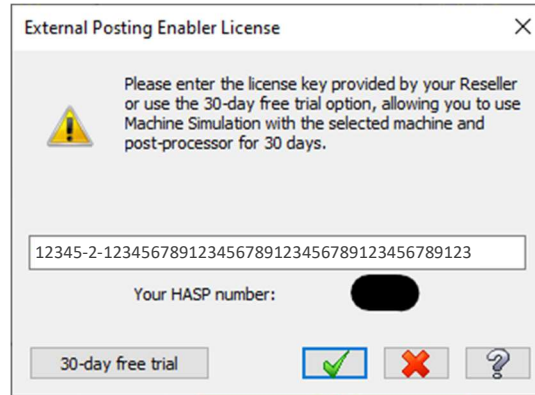 External Posting Enabler License
Please enter the license key provided by your Reseller
or use the 30-day free trial option, allowing you to use
Machine Simulation with the selected machine and
post-processor for 30 days.
12345-2-123456789123456789123456789123456789123
Your HASP number:
30-day free trial